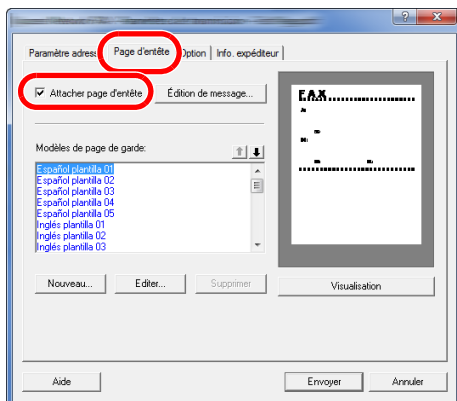 Paramètre adress
Page d'entête
Option
Info. expéditeur
Attacher page d'entête
Édition de message...
Modèles de page de garde:
Español plantilla 01
Español plantilla 02
Español plantilla 03
Español plantilla 04
Español plantilla 05
Inglés plantilla 01
Inglés plantilla 02
Inglés plantilla 03
FAX
Nouveau...
Editer...
Supprimer
Visualisation
Aide
Envoyer
Annuler